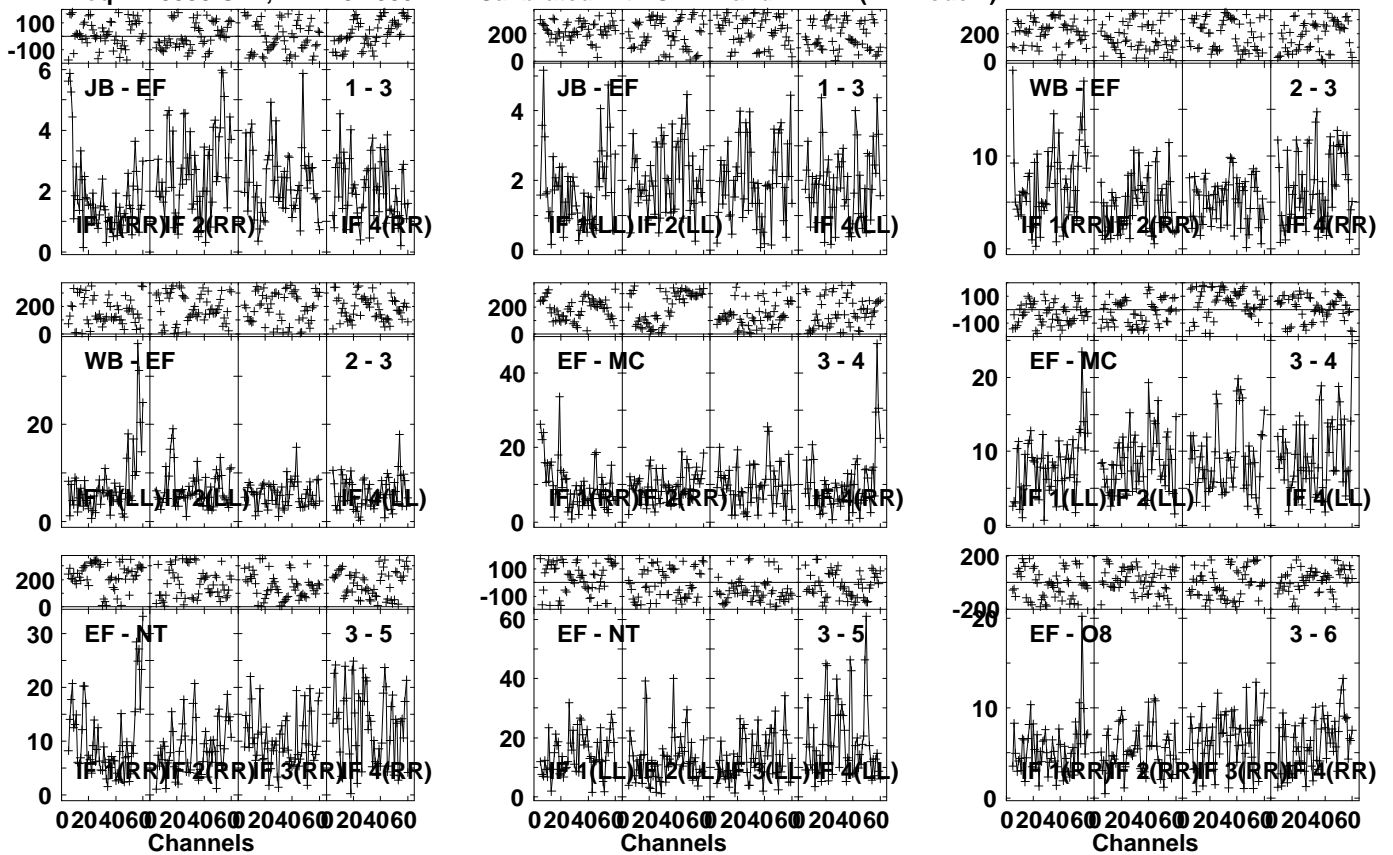 100
-100
6
4
2
0
JB - EF
1 - 3
IF 1(RR)
IF 2(RR)
IF 4(RR)
200
0
4
2
0
JB - EF
1 - 3
IF 1(LL)
IF 2(LL)
IF 4(LL)
200
0
10
0
WB - EF
2 - 3
IF 1(RR)
IF 2(RR)
IF 4(RR)
200
0
20
0
WB - EF
2 - 3
IF 1(LL)
IF 2(LL)
IF 4(LL)
200
0
40
20
0
EF - MC
3 - 4
IF 1(RR)
IF 2(RR)
IF 4(RR)
100
-100
20
10
0
EF - MC
3 - 4
IF 1(LL)
IF 2(LL)
IF 4(LL)
200
0
30
20
10
0
EF - NT
3 - 5
IF 1(RR)
IF 2(RR)
IF 3(RR)
IF 4(RR)
0 20 40 60 0 20 40 60 0 20 40 60 0 20 40 60
Channels
100
-100
60
40
20
0
EF - NT
3 - 5
IF 1(LL)
IF 2(LL)
IF 3(LL)
IF 4(LL)
0 20 40 60 0 20 40 60 0 20 40 60 0 20 40 60
Channels
200
-200
20
10
0
EF - O8
3 - 6
IF 1(RR)
IF 2(RR)
IF 3(RR)
IF 4(RR)
0 20 40 60 0 20 40 60 0 20 40 60 0 20 40 60
Channels